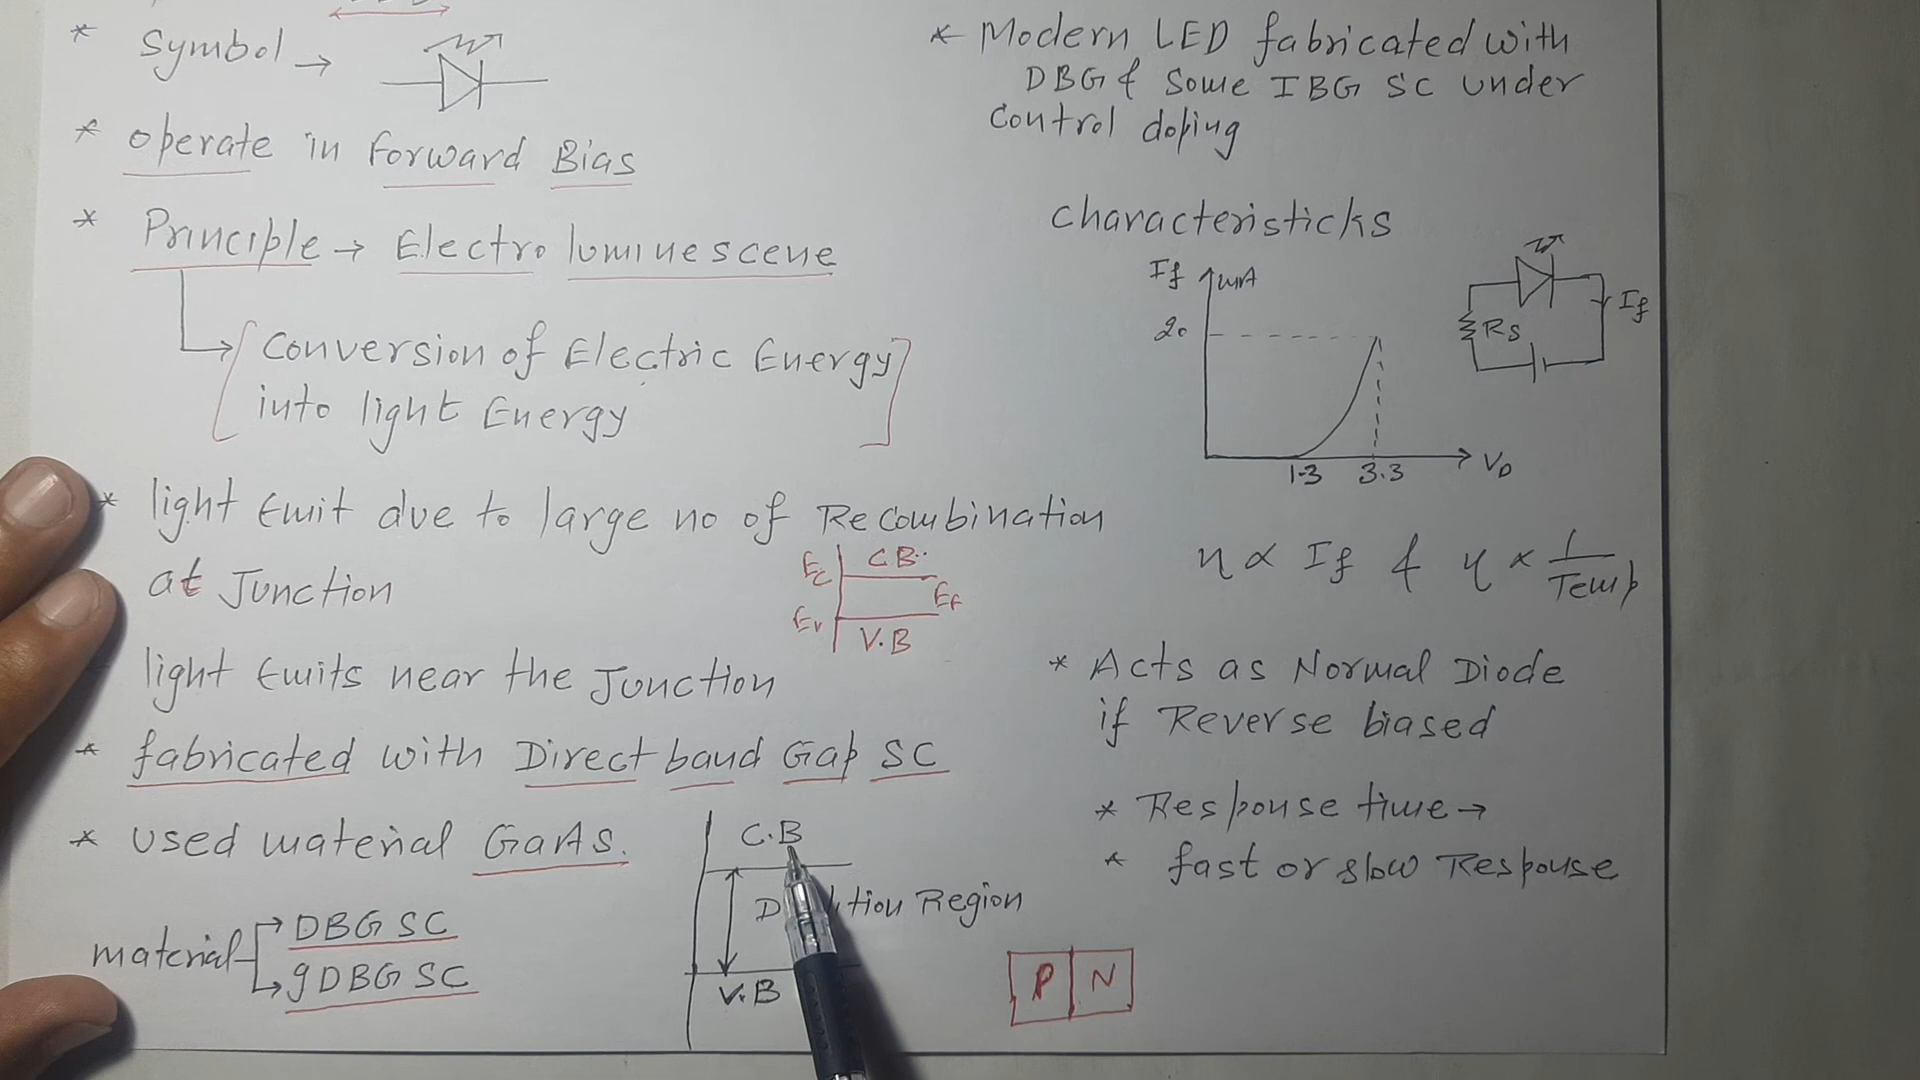 * Symbol →
* operate in forward Bias
* Principle → Electro luminescene
Conversion of Electric Energy
into light Energy
* light Emit due to large no of Recombination
at Junction
Ec C.B.
Ef
Ev V.B
light Emits near the Junction
* fabricated with Direct band Gap SC
* used material GaAs.
material
DBG SC
gDBG SC
C.B
Region
V.B
P N
* Modern LED fabricated with
DBG & Some IBG SC under
Control doping
characteristicks
If mA
20
1.3 3.3 VD
Rs If
η ∝ If & η ∝ 1/Temp
* Acts as Normal Diode
if Reverse biased
* Response time →
* fast or slow Response